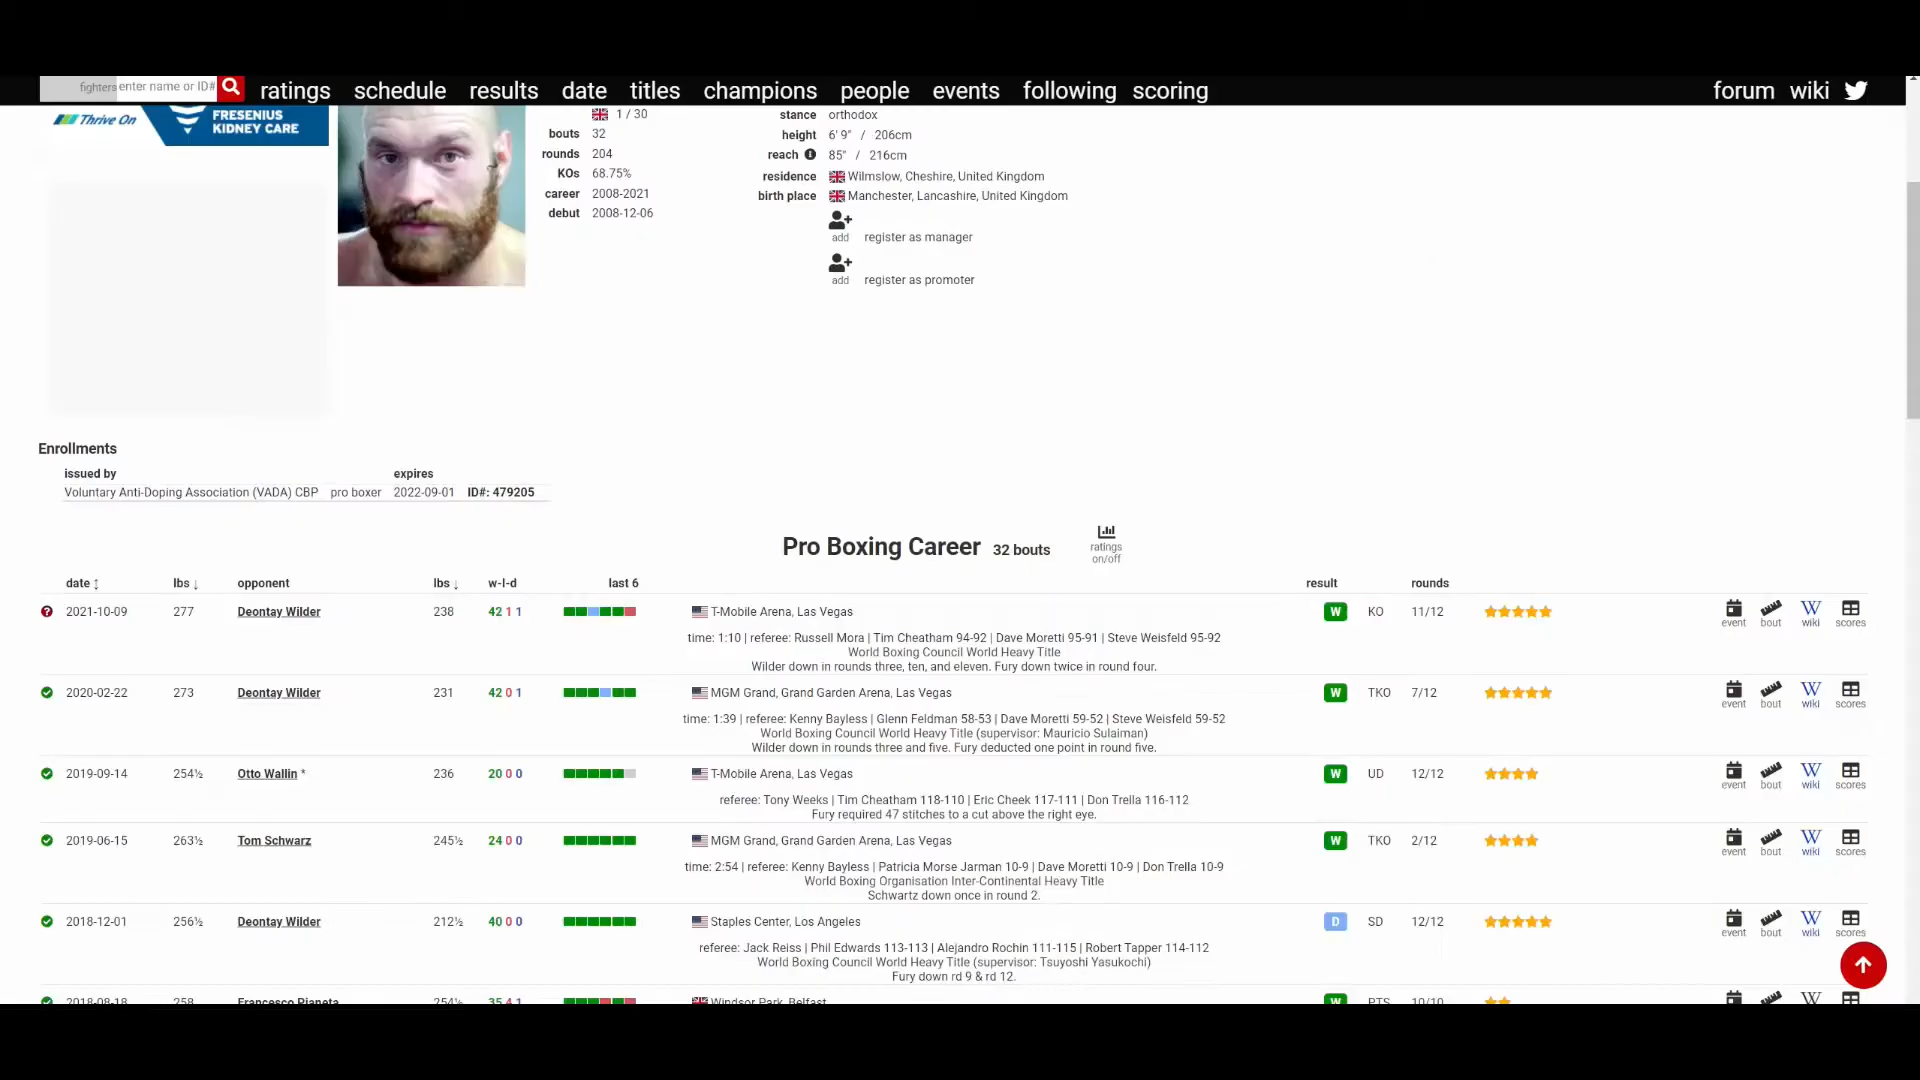 fighters enter name or ID# ratings schedule results date titles champions people events following scoring forum wiki
Thrive On FRESENIUS KIDNEY CARE
1 / 30
bouts 32
rounds 204
KOs 68.75%
career 2008-2021
debut 2008-12-06
stance orthodox
height 6' 9" / 206cm
reach 85" / 216cm
residence Wilmslow, Cheshire, United Kingdom
birth place Manchester, Lancashire, United Kingdom
add register as manager
add register as promoter
Enrollments
issued by expires
Voluntary Anti-Doping Association (VADA) CBP pro boxer 2022-09-01 ID#: 479205
Pro Boxing Career 32 bouts ratings on/off
date lbs opponent lbs w-l-d last 6 result rounds
2021-10-09 277 Deontay Wilder 238 42 1 1 T-Mobile Arena, Las Vegas W KO 11/12 event bout wiki scores
time: 1:10 | referee: Russell Mora | Tim Cheatham 94-92 | Dave Moretti 95-91 | Steve Weisfeld 95-92
World Boxing Council World Heavy Title
Wilder down in rounds three, ten, and eleven. Fury down twice in round four.
2020-02-22 273 Deontay Wilder 231 42 0 1 MGM Grand, Grand Garden Arena, Las Vegas W TKO 7/12 event bout wiki scores
time: 1:39 | referee: Kenny Bayless | Glenn Feldman 58-53 | Dave Moretti 59-52 | Steve Weisfeld 59-52
World Boxing Council World Heavy Title (supervisor: Mauricio Sulaiman)
Wilder down in rounds three and five. Fury deducted one point in round five.
2019-09-14 254½ Otto Wallin * 236 20 0 0 T-Mobile Arena, Las Vegas W UD 12/12 event bout wiki scores
referee: Tony Weeks | Tim Cheatham 118-110 | Eric Cheek 117-111 | Don Trella 116-112
Fury required 47 stitches to a cut above the right eye.
2019-06-15 263½ Tom Schwarz 245½ 24 0 0 MGM Grand, Grand Garden Arena, Las Vegas W TKO 2/12 event bout wiki scores
time: 2:54 | referee: Kenny Bayless | Patricia Morse Jarman 10-9 | Dave Moretti 10-9 | Don Trella 10-9
World Boxing Organisation Inter-Continental Heavy Title
Schwartz down once in round 2.
2018-12-01 256½ Deontay Wilder 212½ 40 0 0 Staples Center, Los Angeles D SD 12/12 event bout wiki scores
referee: Jack Reiss | Phil Edwards 113-113 | Alejandro Rochin 111-115 | Robert Tapper 114-112
World Boxing Council World Heavy Title (supervisor: Tsuyoshi Yasukochi)
Fury down rd 9 & rd 12.
2018-08-18 258 Francesco Pianeta 254½ 35 4 1 Windsor Park, Belfast W PTS 10/10